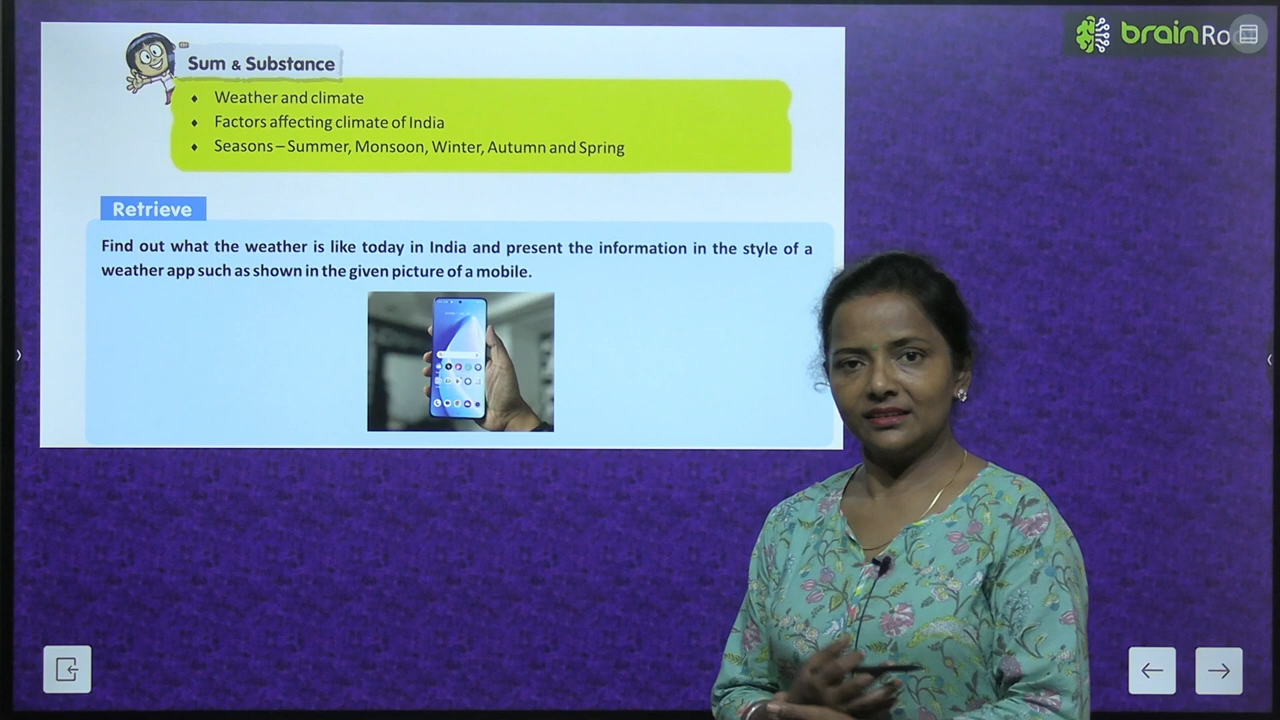 brain
Sum & Substance
♦ Weather and climate
♦ Factors affecting climate of India
♦ Seasons – Summer, Monsoon, Winter, Autumn and Spring
Retrieve
Find out what the weather is like today in India and present the information in the style of a
weather app such as shown in the given picture of a mobile.